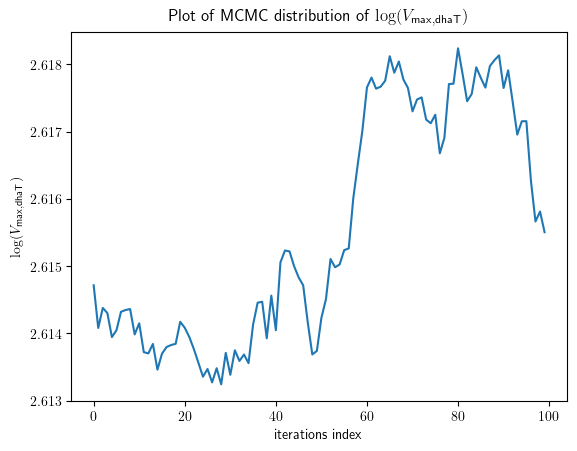 Plot of MCMC distribution of log(V_max,dhaT)
log(V_max,dhaT)
2.618
2.617
2.616
2.615
2.614
2.613
0 20 40 60 80 100
iterations index